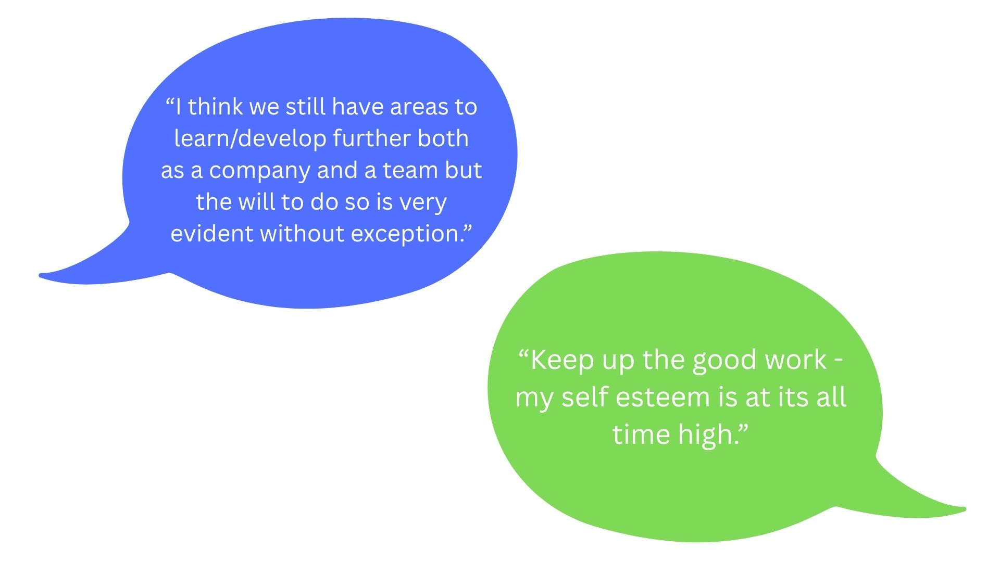 “I think we still have areas to
learn/develop further both
as a company and a team but
the will to do so is very
evident without exception.”
“Keep up the good work -
my self esteem is at its all
time high.”